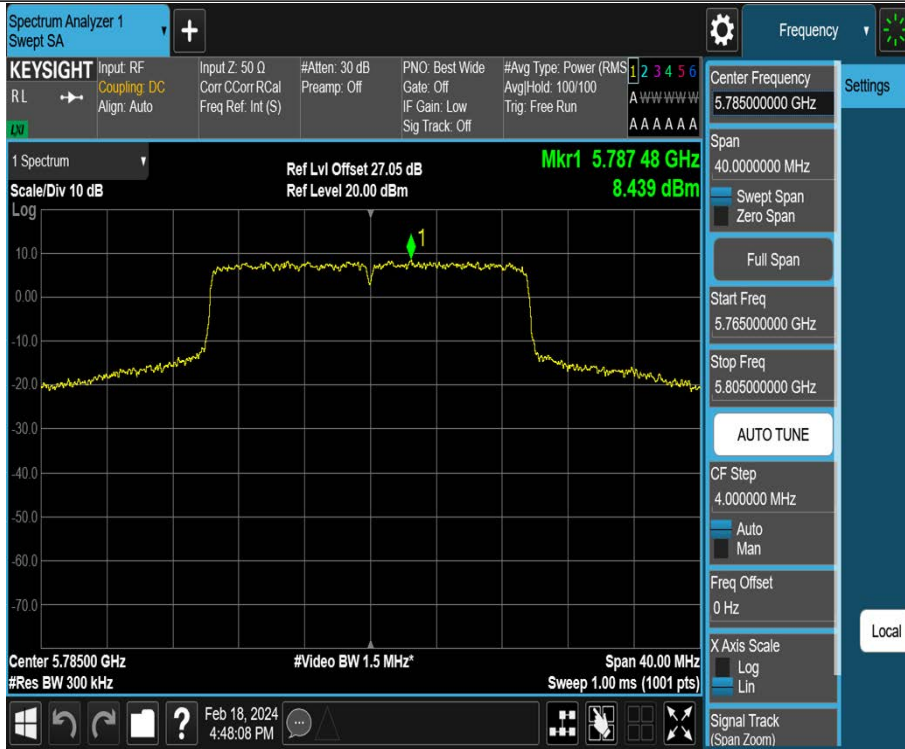 Spectrum Analyzer 1
Swept SA
+
Frequency
KEYSIGHT
R L
LXI
Input: RF
Coupling: DC
Align: Auto
Input Z: 50 Ω
Corr CCorr RCal
Freq Ref: Int (S)
#Atten: 30 dB
Preamp: Off
PNO: Best Wide
Gate: Off
IF Gain: Low
Sig Track: Off
#Avg Type: Power (RMS
Avg|Hold: 100/100
Trig: Free Run
1 2 3 4 5 6
A W W W W W
A A A A A A
1 Spectrum
Scale/Div 10 dB
Log
Ref Lvl Offset 27.05 dB
Ref Level 20.00 dBm
Mkr1 5.787 48 GHz
8.439 dBm
1
10.0
0.00
-10.0
-20.0
-30.0
-40.0
-50.0
-60.0
-70.0
Center 5.78500 GHz
#Video BW 1.5 MHz*
Span 40.00 MHz
#Res BW 300 kHz
Sweep 1.00 ms (1001 pts)
?
Feb 18, 2024
4:48:08 PM
Center Frequency
5.785000000 GHz
Span
40.0000000 MHz
Swept Span
Zero Span
Full Span
Start Freq
5.765000000 GHz
Stop Freq
5.805000000 GHz
AUTO TUNE
CF Step
4.000000 MHz
Auto
Man
Freq Offset
0 Hz
X Axis Scale
Log
Lin
Signal Track
(Span Zoom)
Settings
Local